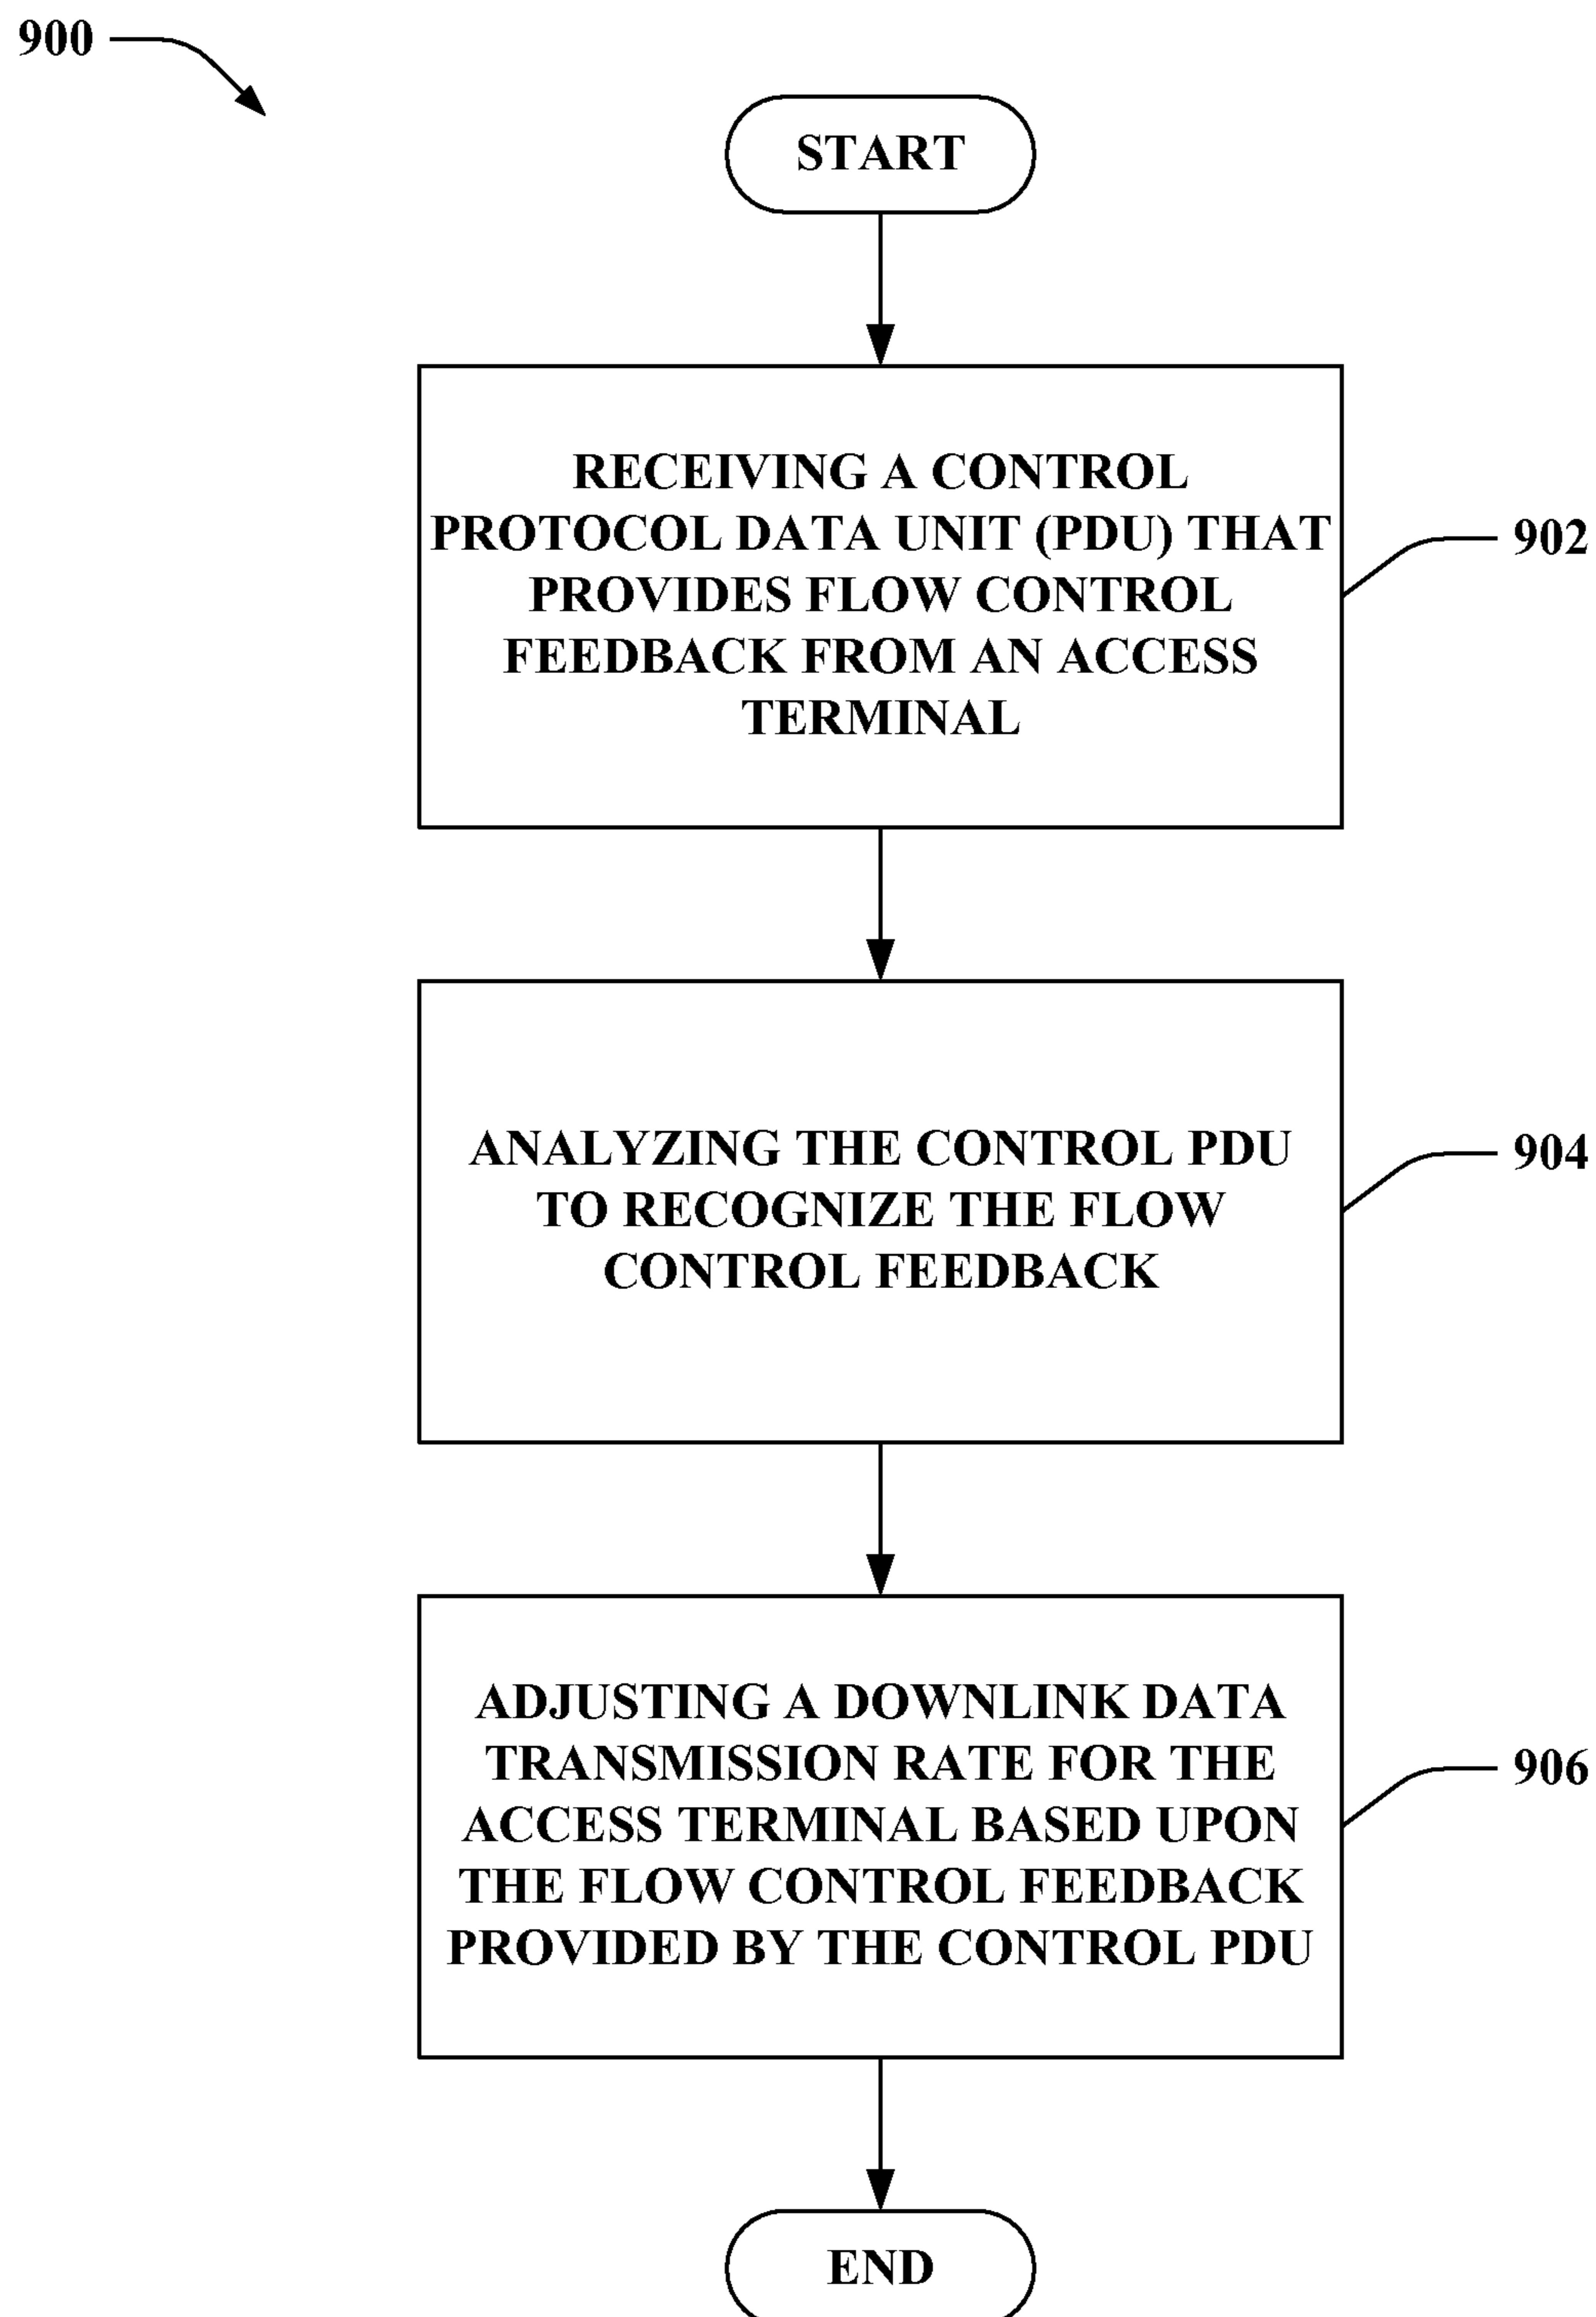 900
START
RECEIVING A CONTROL
PROTOCOL DATA UNIT (PDU) THAT
PROVIDES FLOW CONTROL
FEEDBACK FROM AN ACCESS
TERMINAL
902
ANALYZING THE CONTROL PDU
TO RECOGNIZE THE FLOW
CONTROL FEEDBACK
904
ADJUSTING A DOWNLINK DATA
TRANSMISSION RATE FOR THE
ACCESS TERMINAL BASED UPON
THE FLOW CONTROL FEEDBACK
PROVIDED BY THE CONTROL PDU
906
END